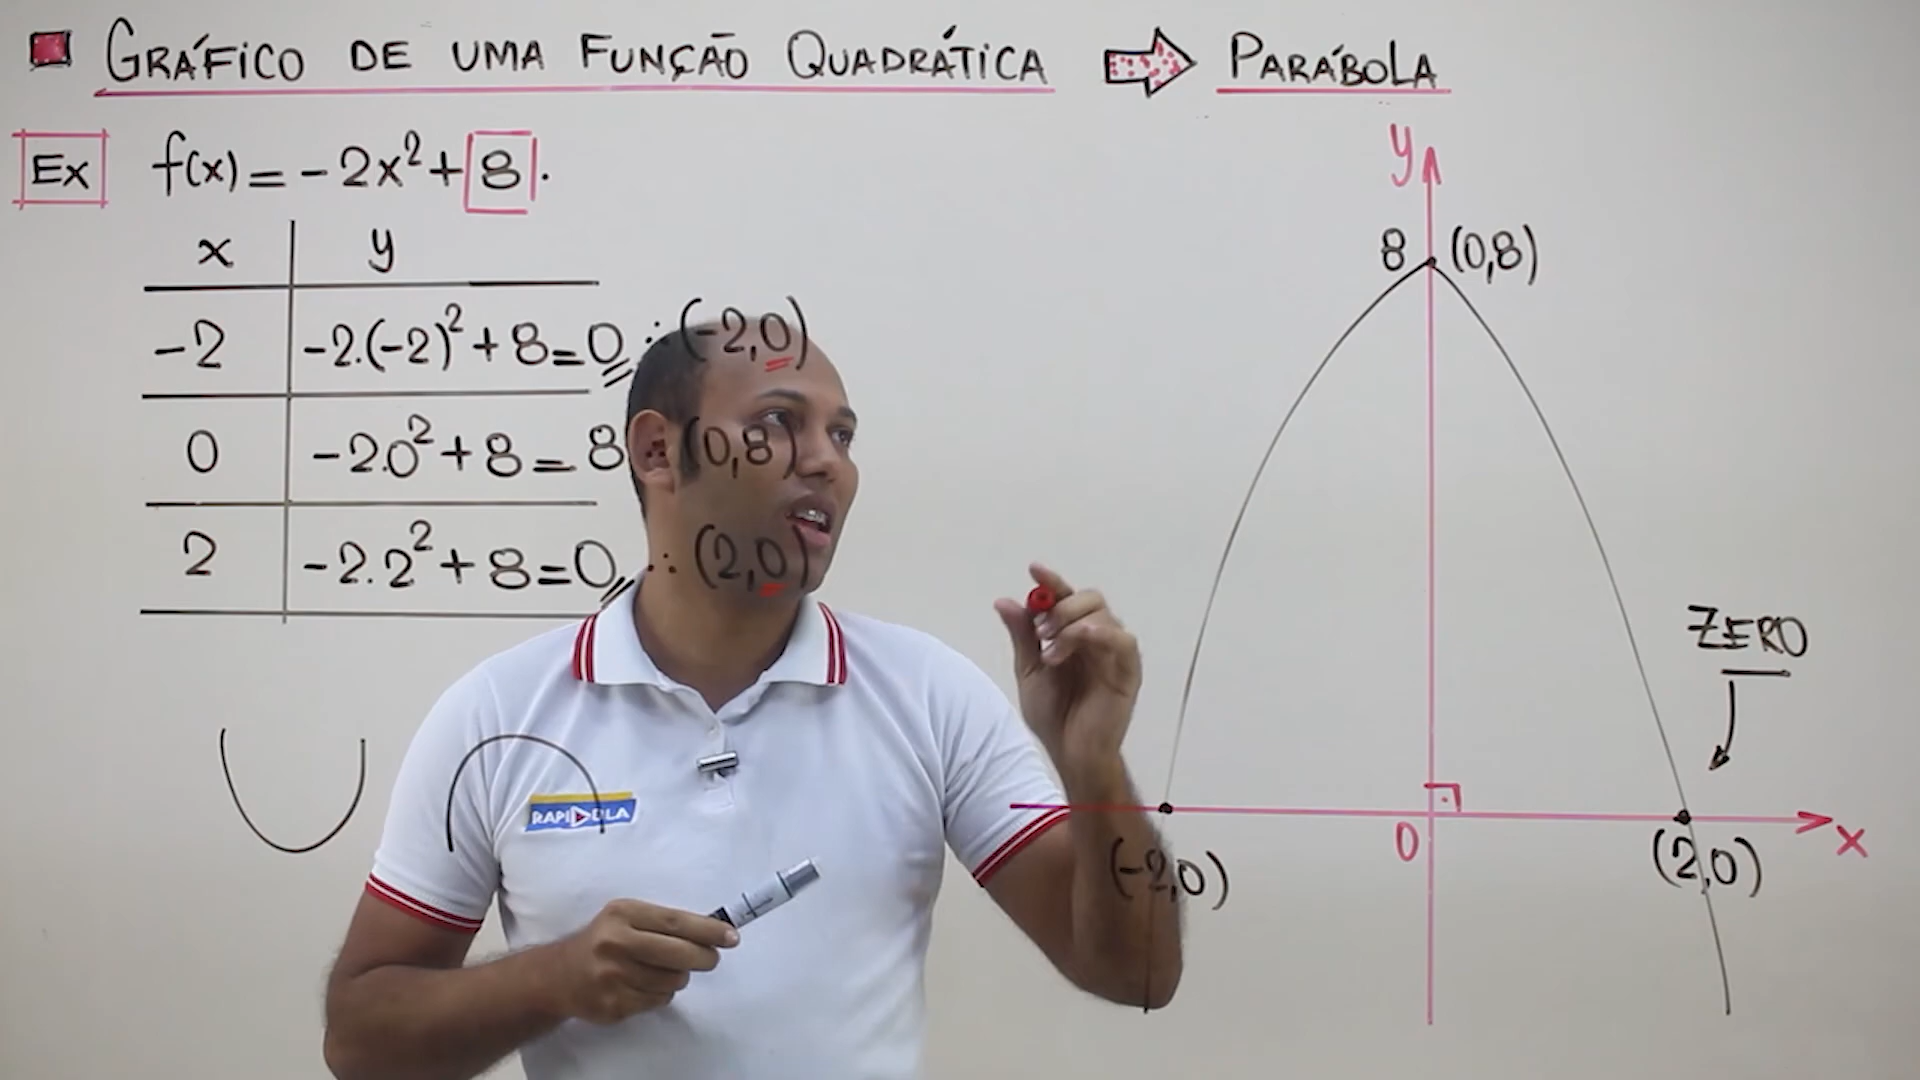 GRÁFICO DE UMA FUNÇÃO QUADRÁTICA ⇨ PARÁBOLA
Ex f(x) = -2x² + 8.
x y
-2 -2.(-2)² + 8 = 0 ∴ (-2,0)
0 -2.0² + 8 = 8 ∴ (0,8)
2 -2.2² + 8 = 0 ∴ (2,0)
y
8 (0,8)
ZERO
0 x
(-2,0) (2,0)
RAPIDOLA